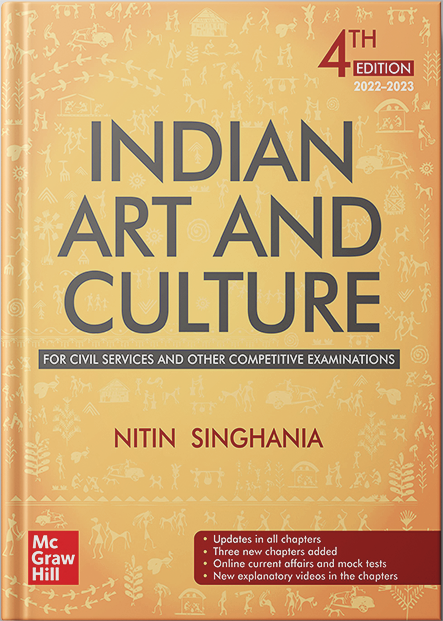 4TH
EDITION
2022-2023
INDIAN
ART AND
CULTURE
FOR CIVIL SERVICES AND OTHER COMPETITIVE EXAMINATIONS
NITIN SINGHANIA
Mc
Graw
Hill
• Updates in all chapters
• Three new chapters added
• Online current affairs and mock tests
• New explanatory videos in the chapters